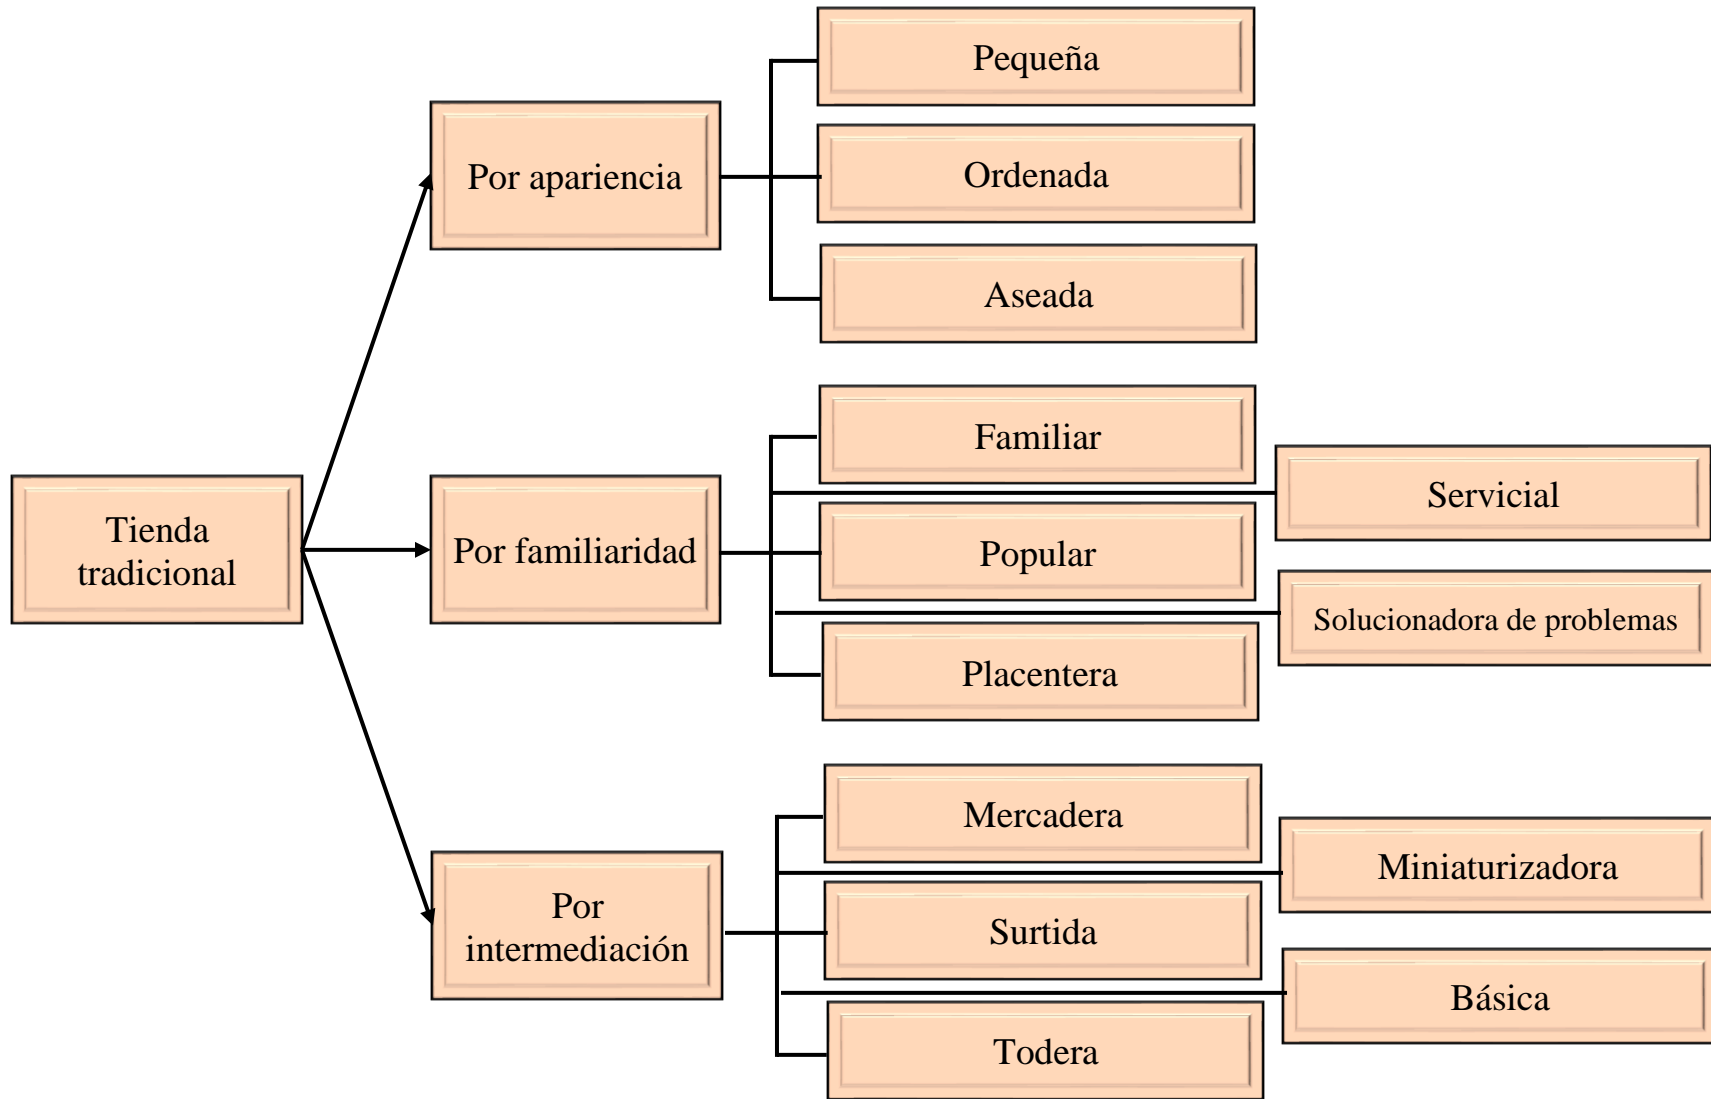 Tienda
tradicional
Por apariencia
Pequeña
Ordenada
Aseada
Por familiaridad
Familiar
Servicial
Popular
Solucionadora de problemas
Placentera
Por
intermediación
Mercadera
Miniaturizadora
Surtida
Básica
Todera